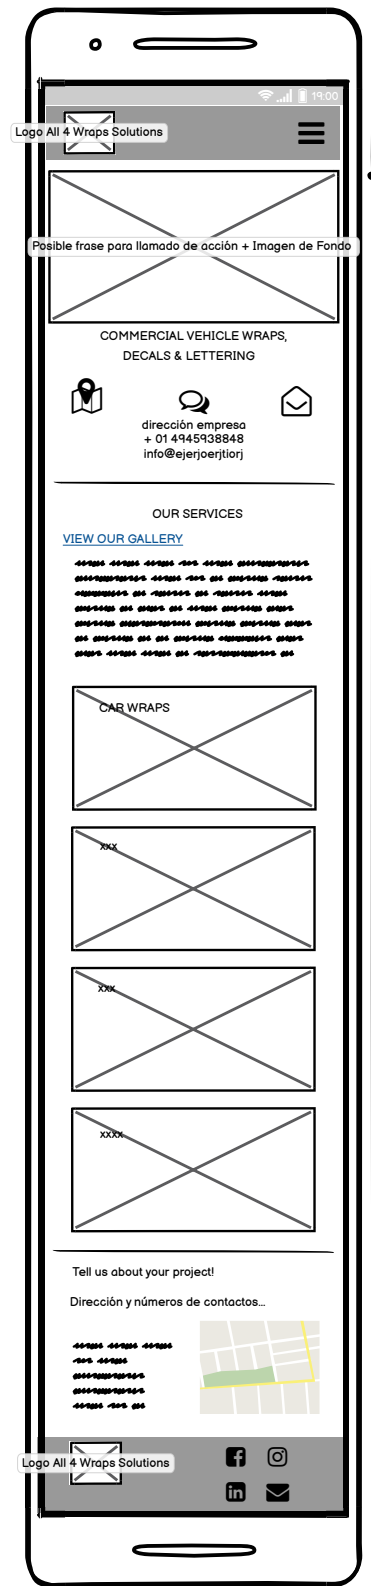 19:00
Logo All 4 Wraps Solutions
Posible frase para llamado de acción + Imagen de Fondo
COMMERCIAL VEHICLE WRAPS,
DECALS & LETTERING
dirección empresa
+ 01 4945938848
info@ejerjoerjtiorj
OUR SERVICES
VIEW OUR GALLERY
CAR WRAPS
xxx
xxx
xxxx
Tell us about your project!
Dirección y números de contactos...
Logo All 4 Wraps Solutions